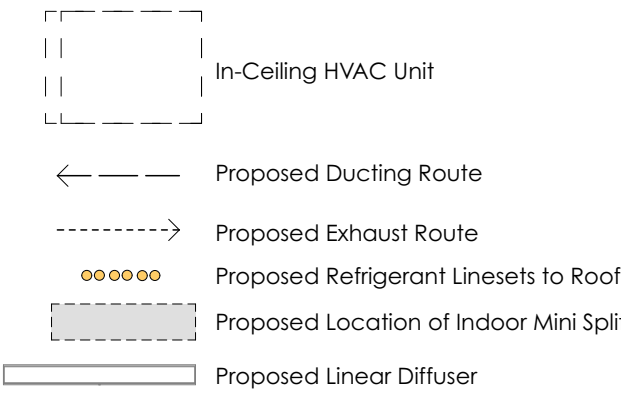 In-Ceiling HVAC Unit
Proposed Ducting Route
Proposed Exhaust Route
Proposed Refrigerant Linesets to Roof
Proposed Location of Indoor Mini Split
Proposed Linear Diffuser